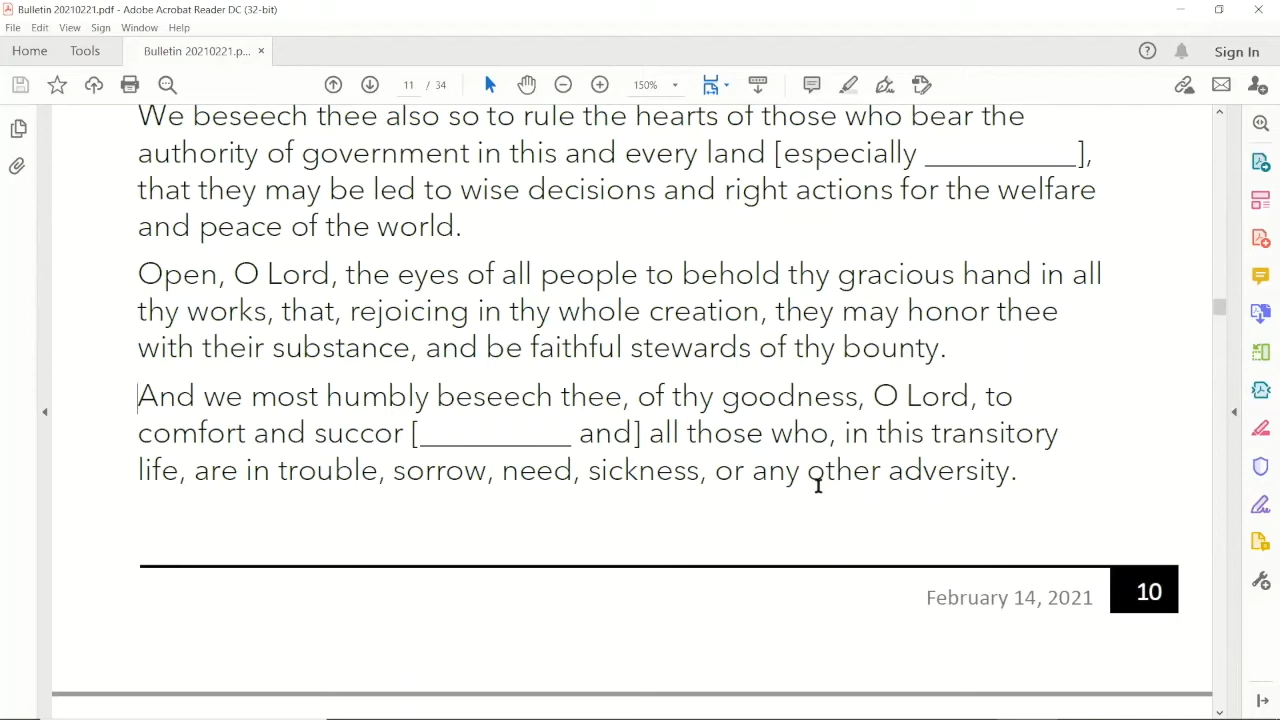 Bulletin 20210221.pdf - Adobe Acrobat Reader DC (32-bit)
File Edit View Sign Window Help
Home Tools Bulletin 20210221.p... × Sign In
11 / 34 150%
We beseech thee also so to rule the hearts of those who bear the
authority of government in this and every land [especially ___________],
that they may be led to wise decisions and right actions for the welfare
and peace of the world.
Open, O Lord, the eyes of all people to behold thy gracious hand in all
thy works, that, rejoicing in thy whole creation, they may honor thee
with their substance, and be faithful stewards of thy bounty.
And we most humbly beseech thee, of thy goodness, O Lord, to
comfort and succor [___________ and] all those who, in this transitory
life, are in trouble, sorrow, need, sickness, or any other adversity.
February 14, 2021 10